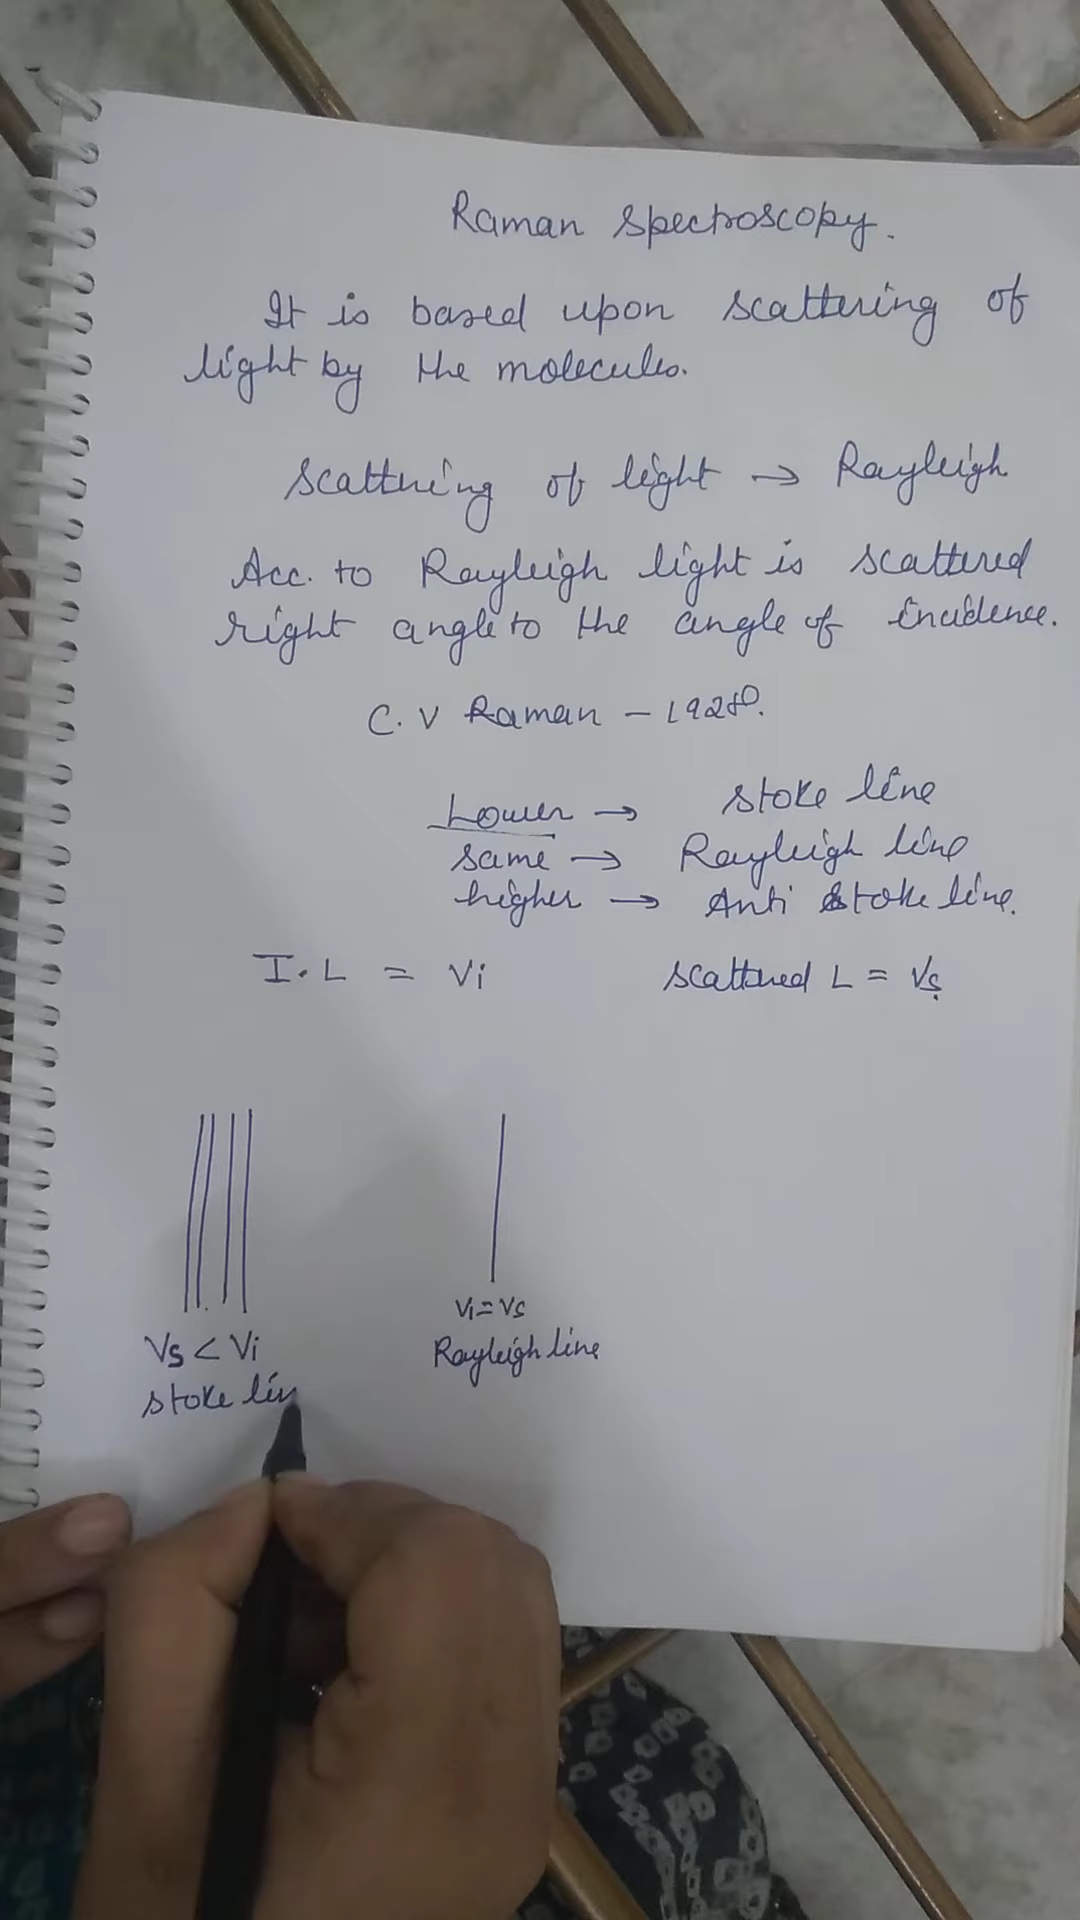 Raman Spectroscopy.
It is based upon scattering of
light by the molecules.
Scattring of light → Rayleigh
Acc. to Rayleigh light is scattered
right angle to the angle of incidence.
C. V Raman – 1928.
Lower → stoke line
same → Rayleigh line
higher → Anti stoke line.
I. L = Vi scattered L = Vs
Vi = Vs
Vs < Vi Rayleigh line
stoke lin